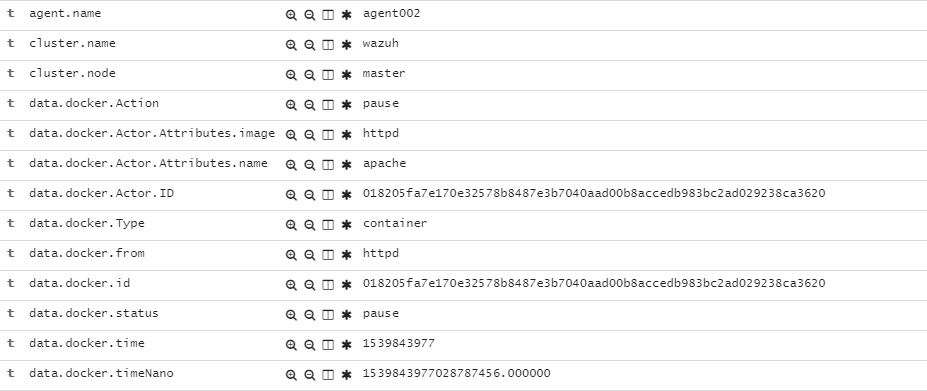 t agent.name agent002
t cluster.name wazuh
t cluster.node master
t data.docker.Action pause
t data.docker.Actor.Attributes.image httpd
t data.docker.Actor.Attributes.name apache
t data.docker.Actor.ID 018205fa7e170e32578b8487e3b7040aad00b8accedb983bc2ad029238ca3620
t data.docker.Type container
t data.docker.from httpd
t data.docker.id 018205fa7e170e32578b8487e3b7040aad00b8accedb983bc2ad029238ca3620
t data.docker.status pause
t data.docker.time 1539843977
t data.docker.timeNano 1539843977028787456.000000